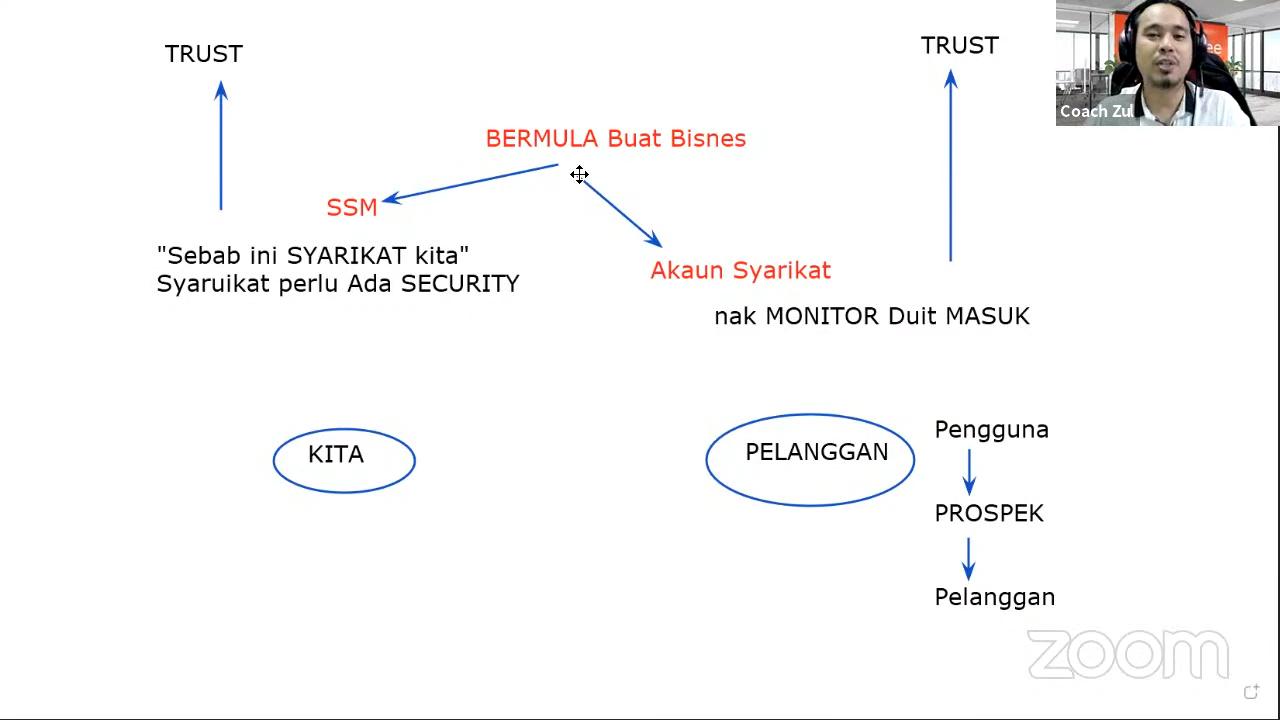 TRUST
TRUST
ee
Coach Zul
BERMULA Buat Bisnes
SSM
"Sebab ini SYARIKAT kita"
Syaruikat perlu Ada SECURITY
Akaun Syarikat
nak MONITOR Duit MASUK
KITA
PELANGGAN
Pengguna
PROSPEK
Pelanggan
zoom